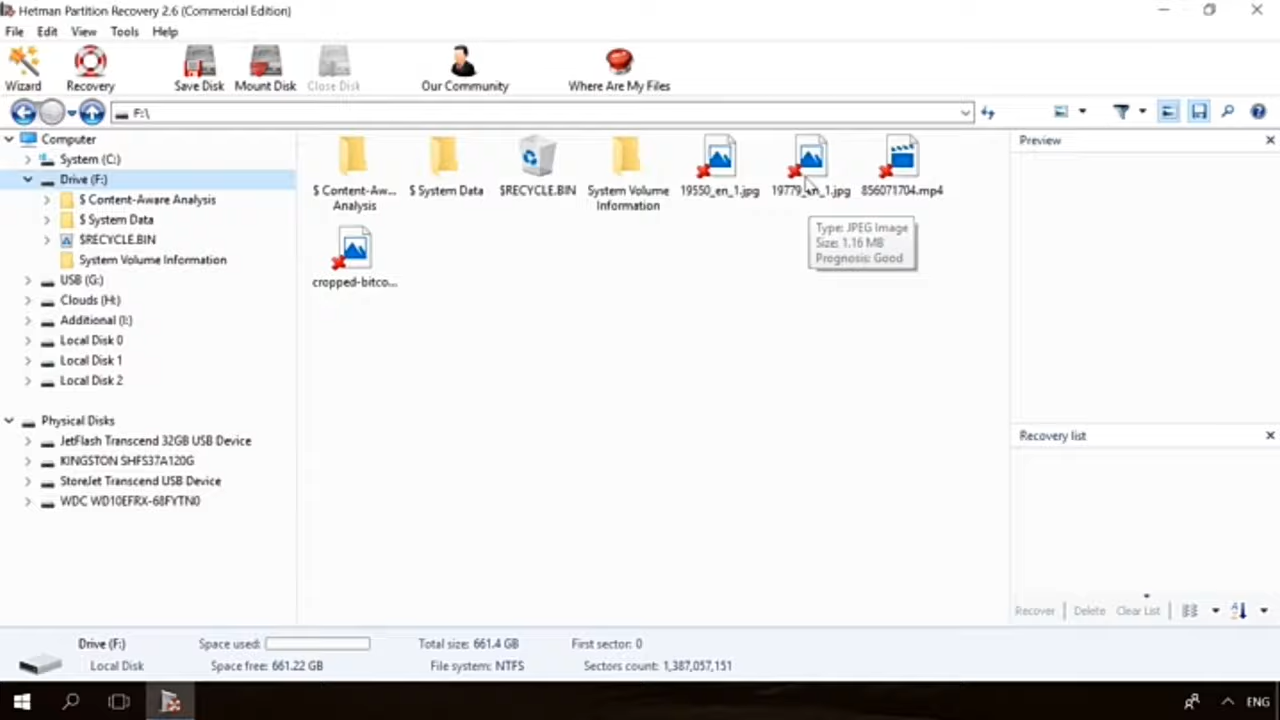 Hetman Partition Recovery 2.6 (Commercial Edition)
File Edit View Tools Help
Wizard Recovery Save Disk Mount Disk Close Disk Our Community Where Are My Files
F:\
Computer
System (C:)
Drive (F:)
$ Content-Aware Analysis
$ System Data
$RECYCLE.BIN
System Volume Information
USB (G:)
Clouds (H:)
Additional (I:)
Local Disk 0
Local Disk 1
Local Disk 2
Physical Disks
JetFlash Transcend 32GB USB Device
KINGSTON SHFS37A120G
StoreJet Transcend USB Device
WDC WD10EFRX-68FYTN0
$ Content-Aw...
Analysis
$ System Data
$RECYCLE.BIN
System Volume
Information
19550_en_1.jpg
19779_en_1.jpg
856071704.mp4
cropped-bitco...
Type: JPEG Image
Size: 1.16 MB
Prognosis: Good
Preview
Recovery list
Recover Delete Clear List
Drive (F:) Space used: Total size: 661.4 GB First sector: 0
Local Disk Space free: 661.22 GB File system: NTFS Sectors count: 1,387,057,151
ENG